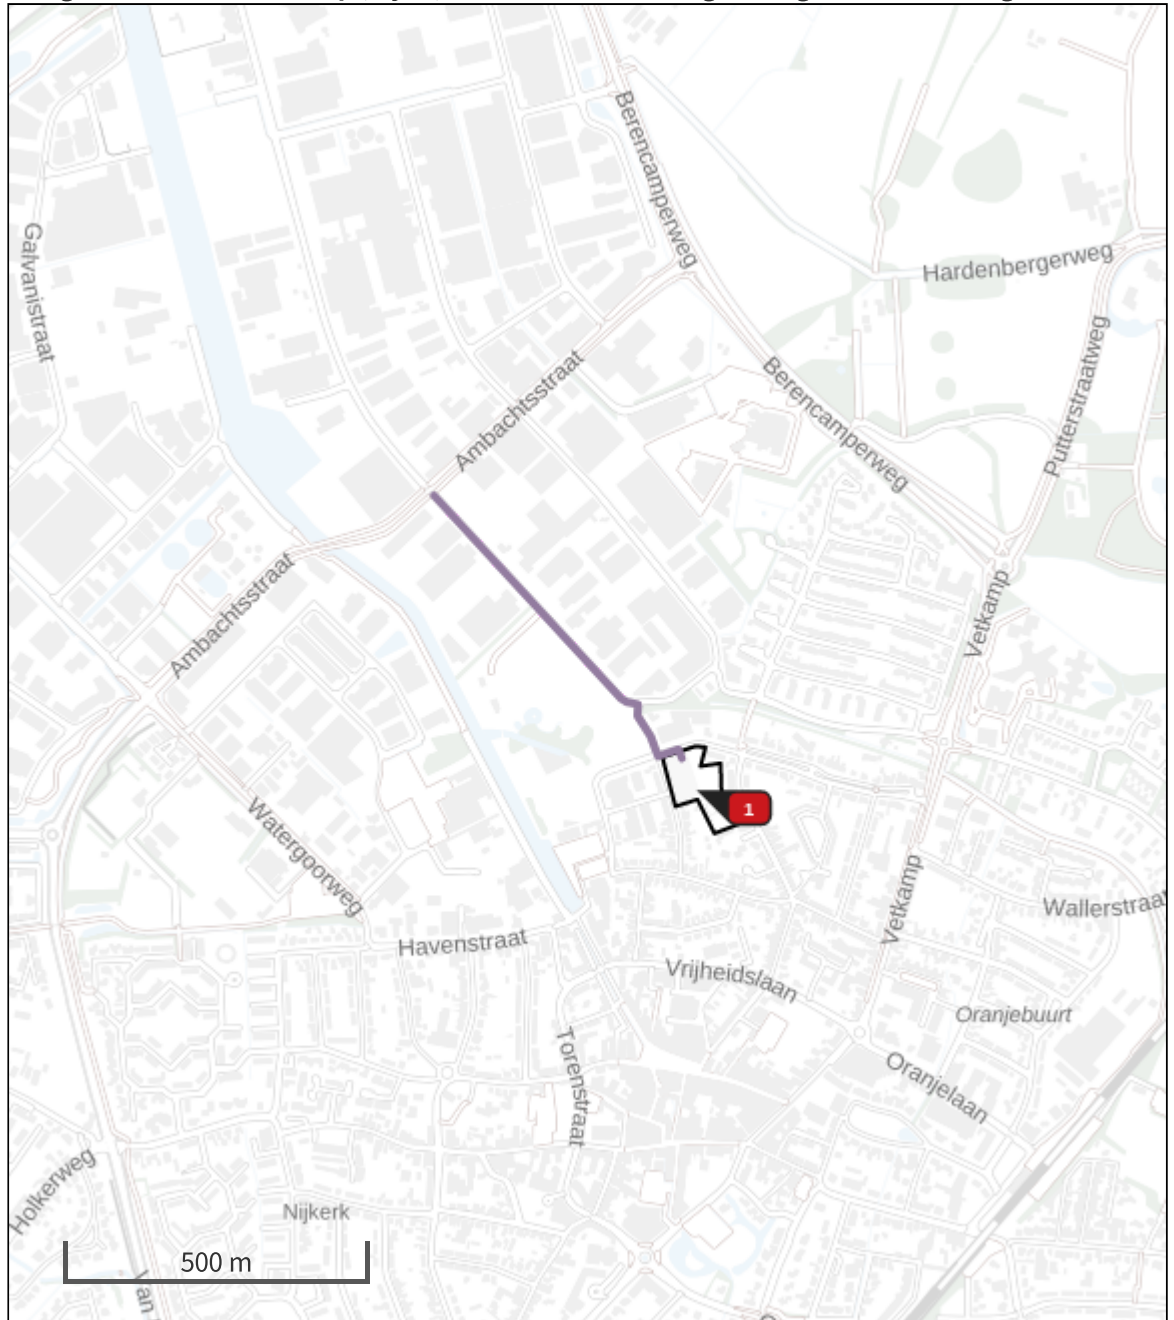 Berencamperweg
Galvanistraat
Hardenbergerweg
Putterstraatweg
Ambachtsstraat
Berencamperweg
Ambachtsstraat
Vetkamp
1
Watergoorweg
Vetkamp
Wallerstraat
Havenstraat
Vrijheidslaan
Oranjebuurt
Torenstraat
Oranjelaan
Holkerweg
Nijkerk
500 m
Van